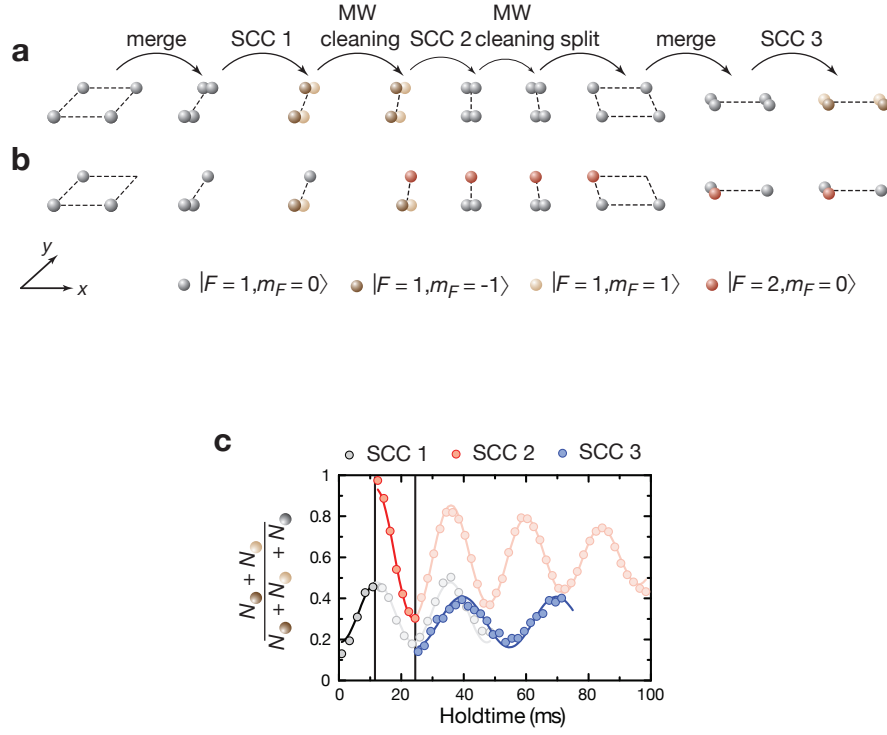 MW MW
merge SCC 1 cleaning SCC 2 cleaning split merge SCC 3
a
b
y
x
|F = 1,m_F = 0⟩ |F = 1,m_F = -1⟩ |F = 1,m_F = 1⟩ |F = 2,m_F = 0⟩
c
SCC 1 SCC 2 SCC 3
1
0.8
0.6
0.4
0.2
0
N + N
N + N + N
0 20 40 60 80 100
Holdtime (ms)